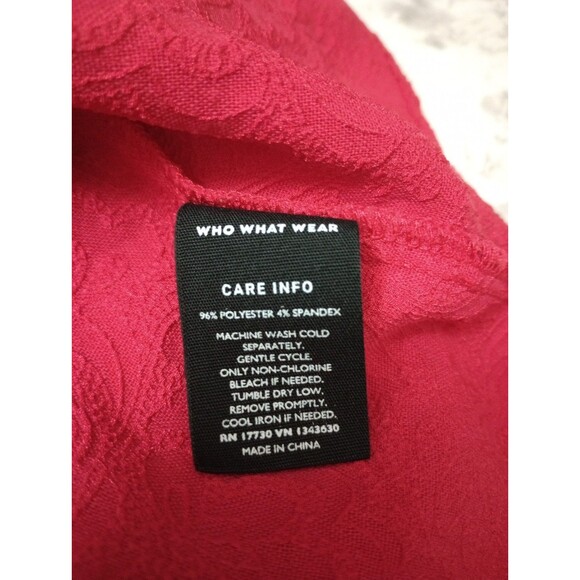 WHO WHAT WEAR
CARE INFO
96% POLYESTER 4% SPANDEX
MACHINE WASH COLD
SEPARATELY.
GENTLE CYCLE.
ONLY NON-CHLORINE
BLEACH IF NEEDED.
TUMBLE DRY LOW,
REMOVE PROMPTLY.
COOL IRON IF NEEDED.
RN 17730 VN 1343630
MADE IN CHINA